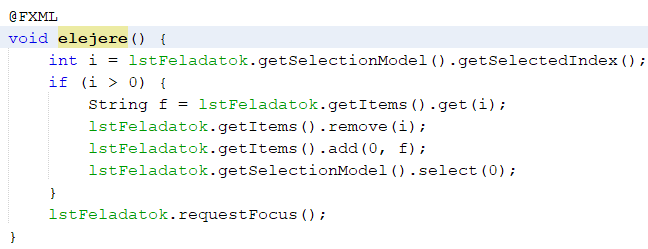 @FXML
void elejere() {
    int i = lstFeladatok.getSelectionModel().getSelectedIndex();
    if (i > 0) {
        String f = lstFeladatok.getItems().get(i);
        lstFeladatok.getItems().remove(i);
        lstFeladatok.getItems().add(0, f);
        lstFeladatok.getSelectionModel().select(0);
    }
    lstFeladatok.requestFocus();
}